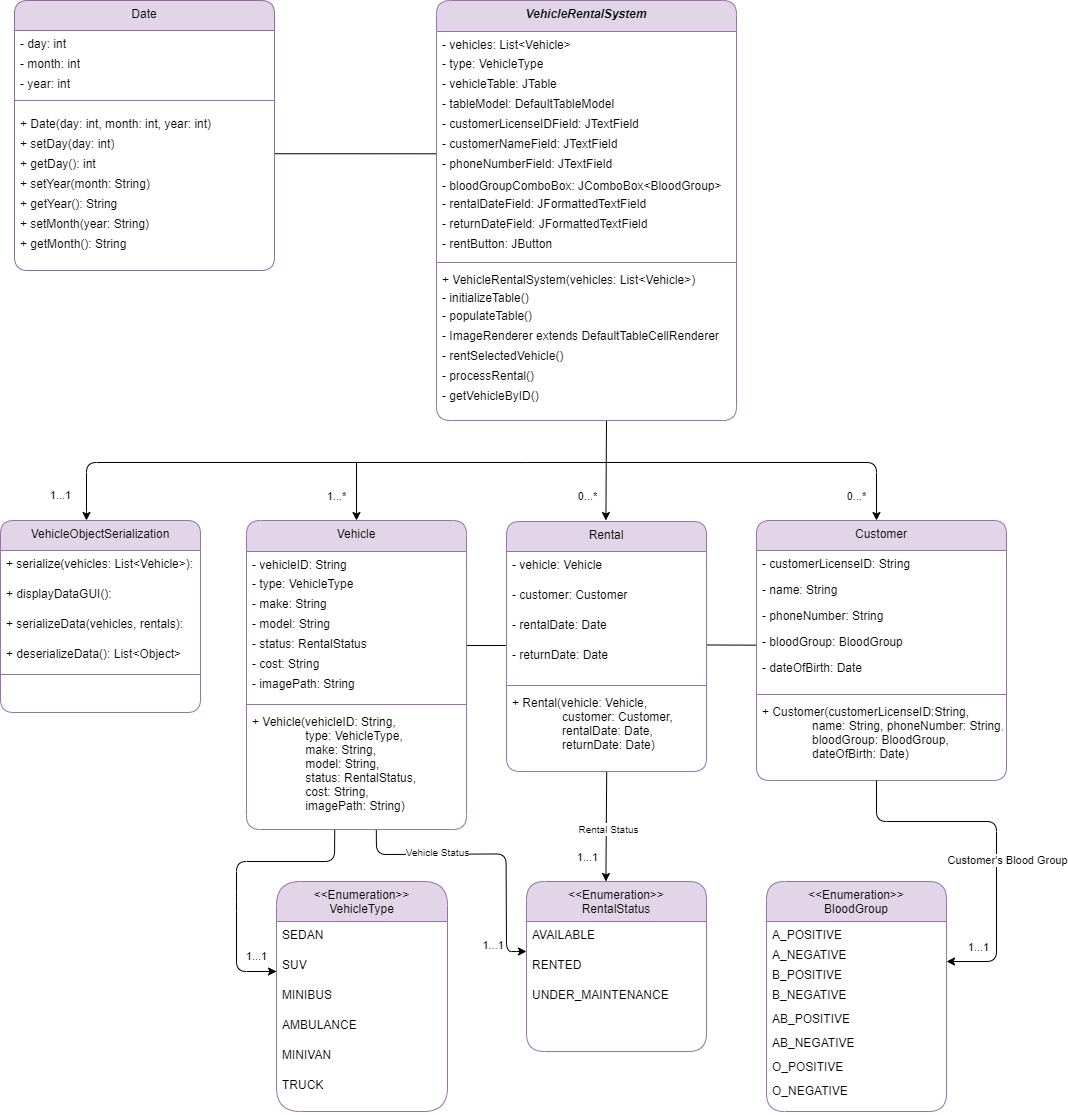 Date
- day: int
- month: int
- year: int
+ Date(day: int, month: int, year: int)
+ setDay(day: int)
+ getDay(): int
+ setYear(month: String)
+ getYear(): String
+ setMonth(year: String)
+ getMonth(): String
VehicleRentalSystem
- vehicles: List<Vehicle>
- type: VehicleType
- vehicleTable: JTable
- tableModel: DefaultTableModel
- customerLicenseIDField: JTextField
- customerNameField: JTextField
- phoneNumberField: JTextField
- bloodGroupComboBox: JComboBox<BloodGroup>
- rentalDateField: JFormattedTextField
- returnDateField: JFormattedTextField
- rentButton: JButton
+ VehicleRentalSystem(vehicles: List<Vehicle>)
- initializeTable()
- populateTable()
- ImageRenderer extends DefaultTableCellRenderer
- rentSelectedVehicle()
- processRental()
- getVehicleByID()
1...1
1...*
0...*
0...*
VehicleObjectSerialization
+ serialize(vehicles: List<Vehicle>):
+ displayDataGUI():
+ serializeData(vehicles, rentals):
+ deserializeData(): List<Object>
Vehicle
- vehicleID: String
- type: VehicleType
- make: String
- model: String
- status: RentalStatus
- cost: String
- imagePath: String
+ Vehicle(vehicleID: String,
type: VehicleType,
make: String,
model: String,
status: RentalStatus,
cost: String,
imagePath: String)
Rental
- vehicle: Vehicle
- customer: Customer
- rentalDate: Date
- returnDate: Date
+ Rental(vehicle: Vehicle,
customer: Customer,
rentalDate: Date,
returnDate: Date)
Customer
- customerLicenseID: String
- name: String
- phoneNumber: String
- bloodGroup: BloodGroup
- dateOfBirth: Date
+ Customer(customerLicenseID:String,
name: String, phoneNumber: String,
bloodGroup: BloodGroup,
dateOfBirth: Date)
Vehicle Status
Rental Status
Customer's Blood Group
1...1
1...1
1...1
1...1
<<Enumeration>>
VehicleType
SEDAN
SUV
MINIBUS
AMBULANCE
MINIVAN
TRUCK
<<Enumeration>>
RentalStatus
AVAILABLE
RENTED
UNDER_MAINTENANCE
<<Enumeration>>
BloodGroup
A_POSITIVE
A_NEGATIVE
B_POSITIVE
B_NEGATIVE
AB_POSITIVE
AB_NEGATIVE
O_POSITIVE
O_NEGATIVE